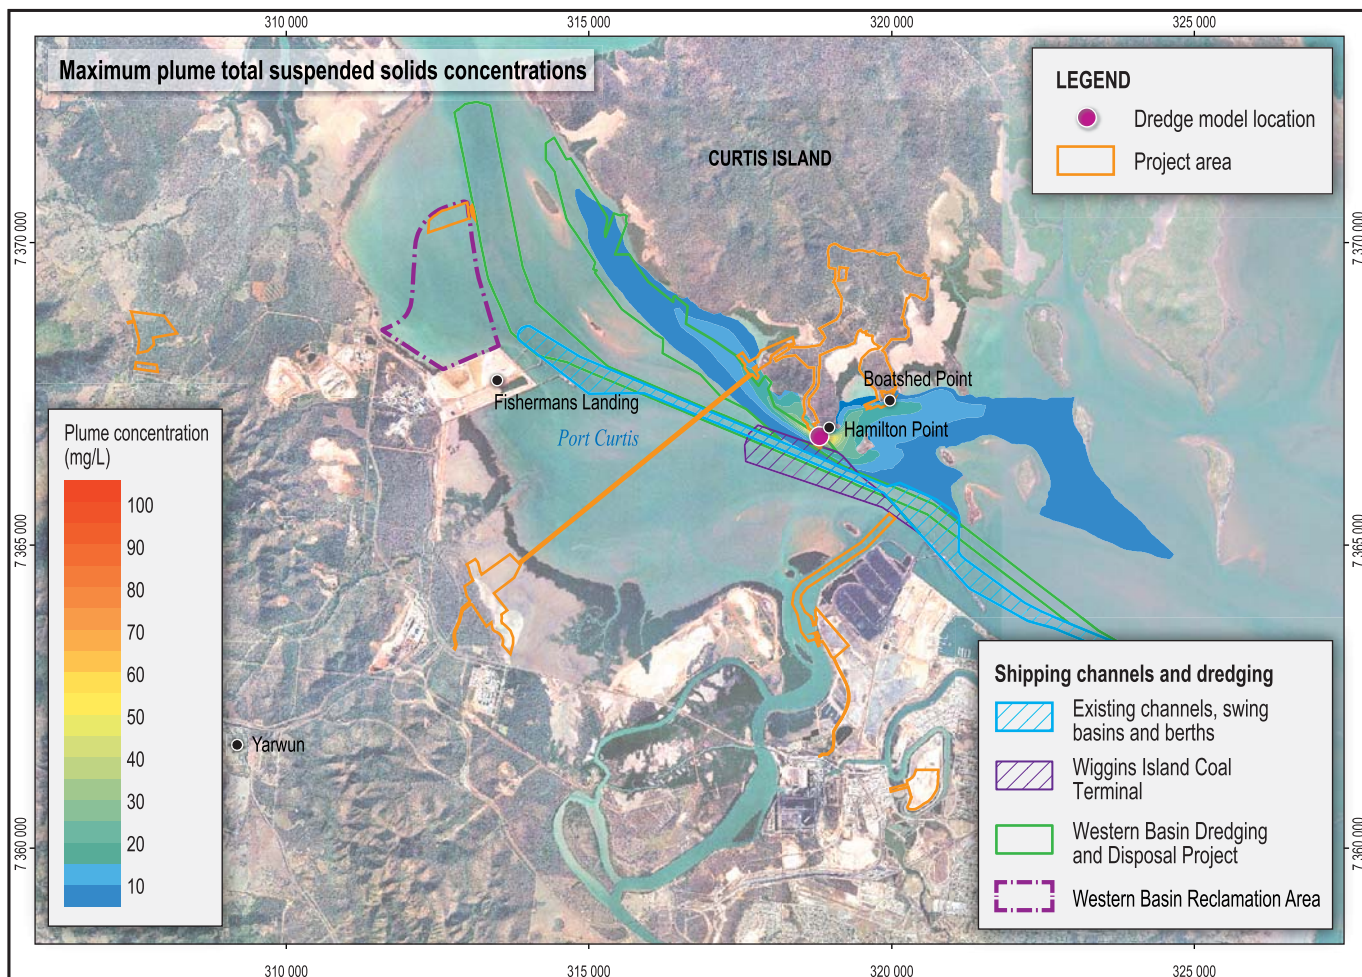 310 000
315 000
320 000
325 000
Maximum plume total suspended solids concentrations
LEGEND
Dredge model location
Project area
CURTIS ISLAND
7 370 000
7 370 000
Boatshed Point
Fishermans Landing
Hamilton Point
Port Curtis
Plume concentration
(mg/L)
100
90
80
70
60
50
40
30
20
10
7 365 000
7 365 000
Yarwun
Shipping channels and dredging
Existing channels, swing
basins and berths
Wiggins Island Coal
Terminal
Western Basin Dredging
and Disposal Project
Western Basin Reclamation Area
7 360 000
7 360 000
310 000
315 000
320 000
325 000